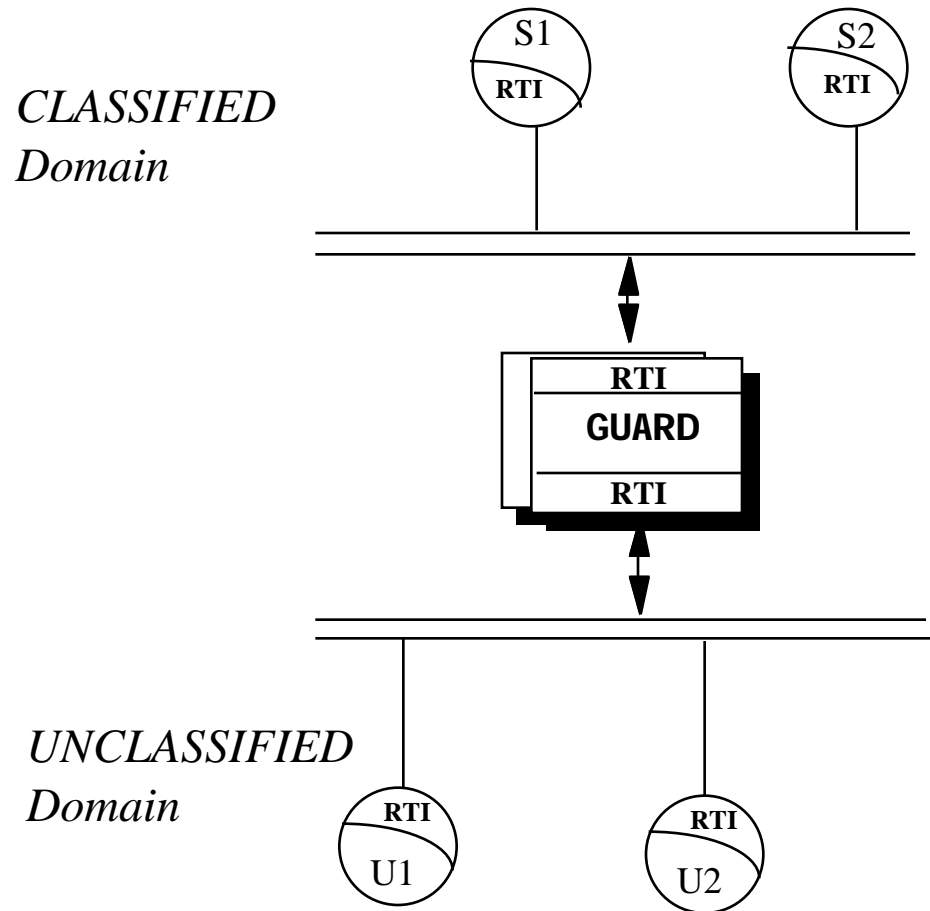 S1
RTI
S2
RTI
CLASSIFIED
Domain
RTI
GUARD
RTI
UNCLASSIFIED
Domain
RTI
U1
RTI
U2